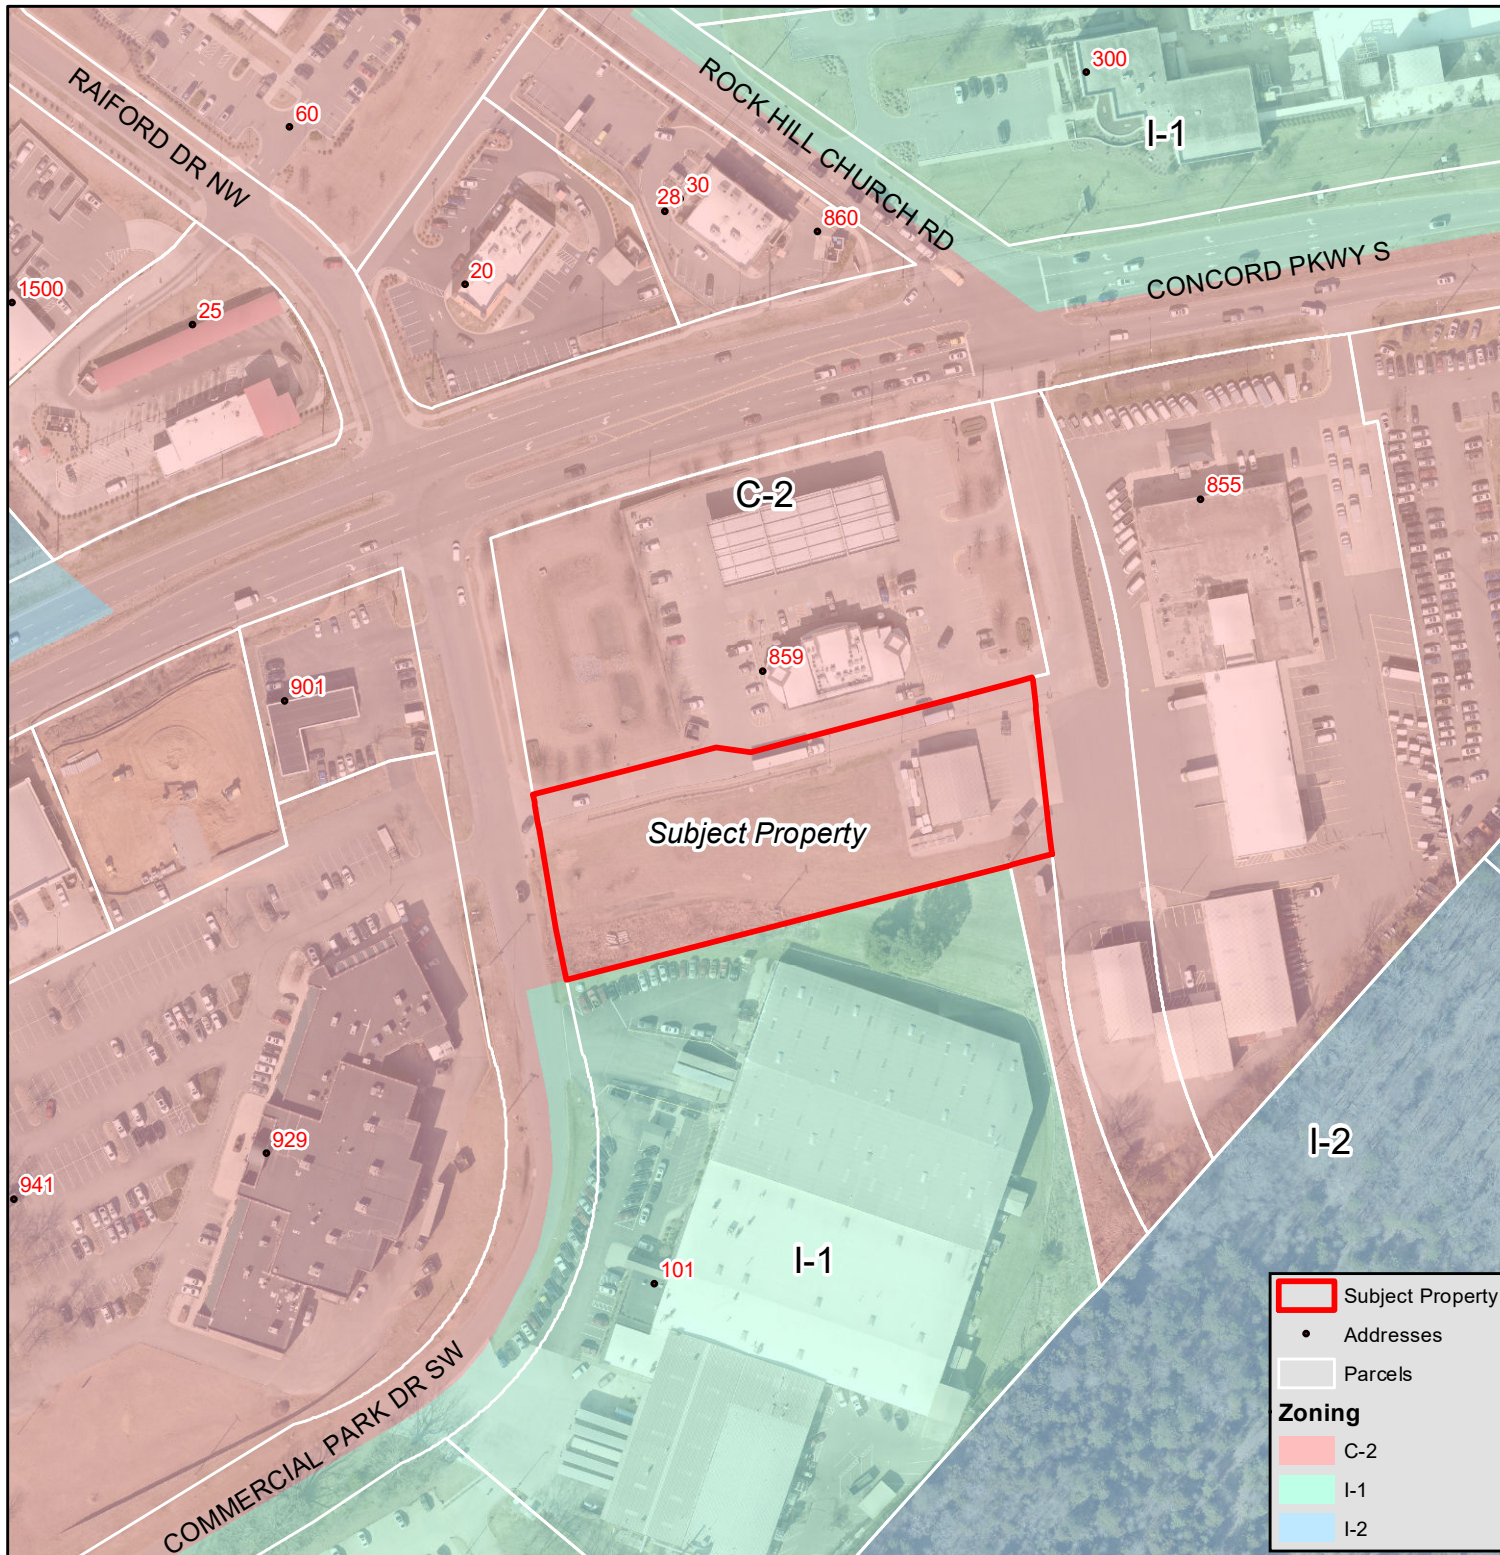 300
ROCK HILL CHURCH RD
RAIFORD DR NW
60
I-1
30
28
860
20
CONCORD PKWY S
1500
25
C-2
855
859
901
Subject Property
929
I-2
941
I-1
101
COMMERCIAL PARK DR SW
Subject Property
Addresses
Parcels
Zoning
C-2
I-1
I-2